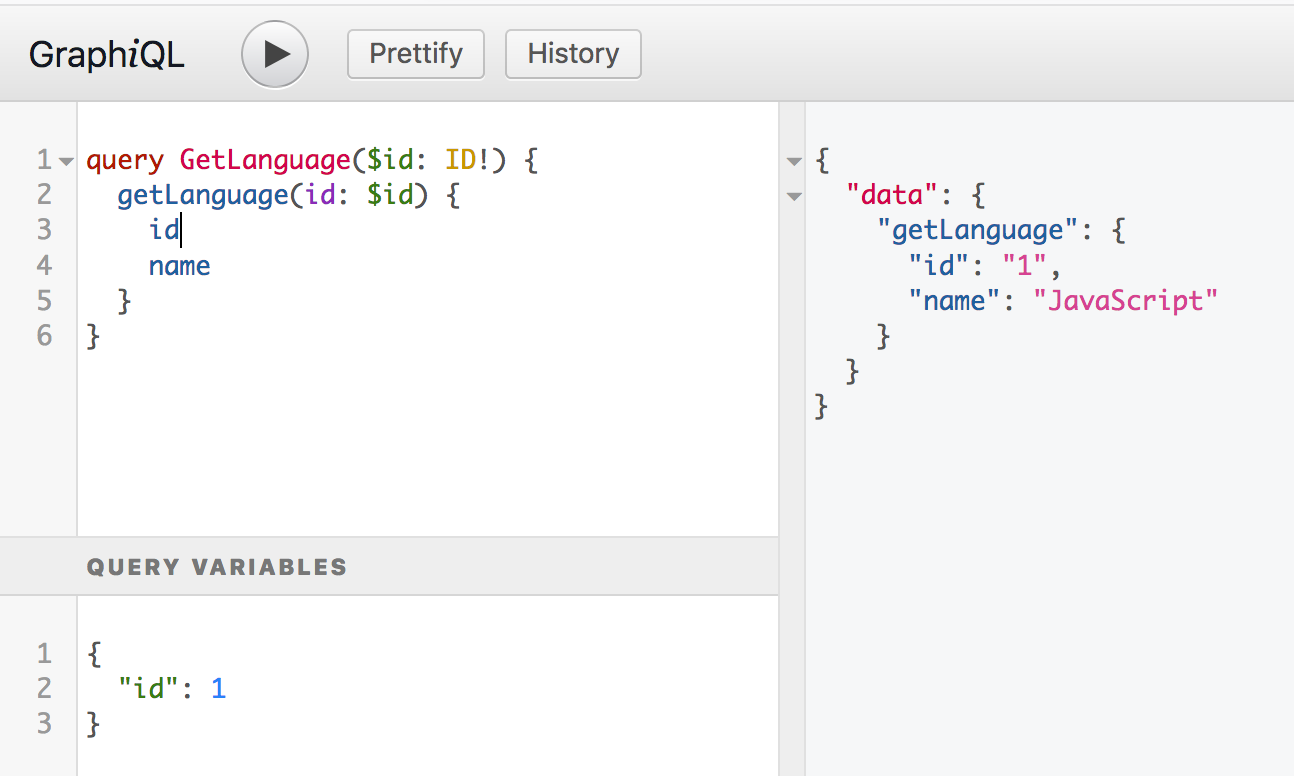 GraphiQL Prettify History
1 query GetLanguage($id: ID!) {
2   getLanguage(id: $id) {
3     id
4     name
5   }
6 }
QUERY VARIABLES
1 {
2   "id": 1
3 }
{
  "data": {
    "getLanguage": {
      "id": "1",
      "name": "JavaScript"
    }
  }
}